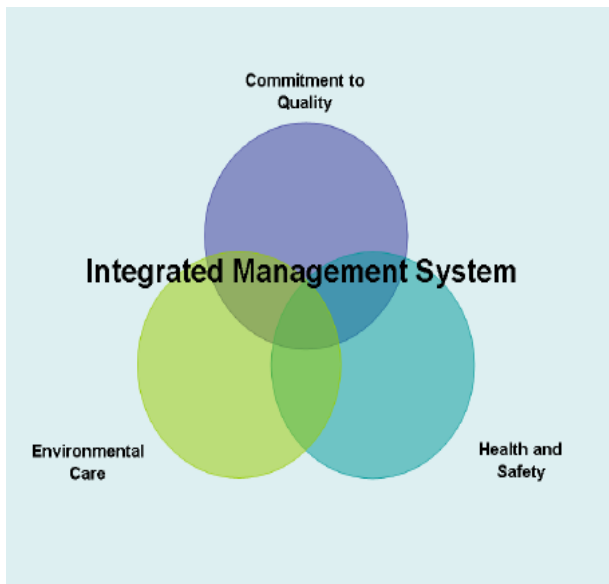 Commitment to
Quality
Integrated Management System
Environmental
Care
Health and
Safety